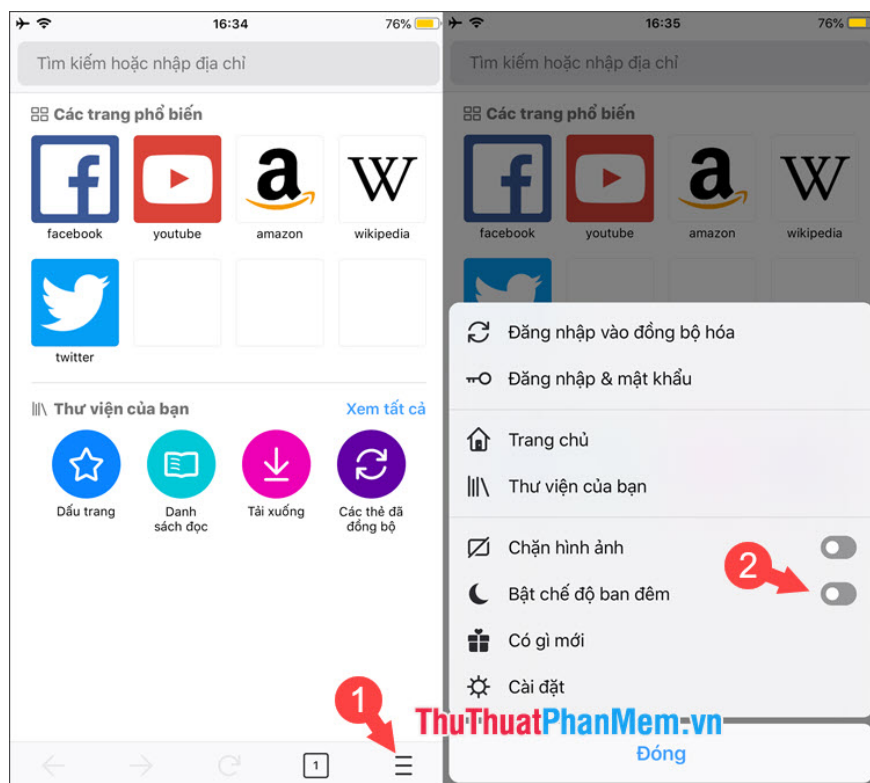 16:34
76%
Tìm kiếm hoặc nhập địa chỉ
Các trang phổ biến
facebook
youtube
amazon
wikipedia
twitter
Thư viện của bạn
Xem tất cả
Dấu trang
Danh
sách đọc
Tải xuống
Các thẻ đã
đồng bộ
1
1
16:35
76%
Tìm kiếm hoặc nhập địa chỉ
Các trang phổ biến
facebook
youtube
amazon
wikipedia
Đăng nhập vào đồng bộ hóa
Đăng nhập & mật khẩu
Trang chủ
Thư viện của bạn
Chặn hình ảnh
2
Bật chế độ ban đêm
Có gì mới
Cài đặt
ThuThuatPhanMem.vn
Đóng